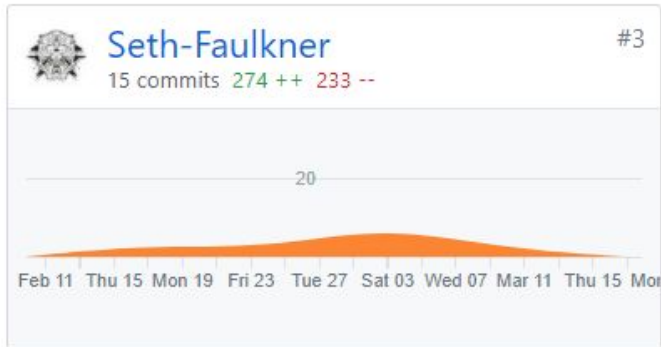 Seth-Faulkner #3
15 commits 274 ++ 233 --
20
Feb 11 Thu 15 Mon 19 Fri 23 Tue 27 Sat 03 Wed 07 Mar 11 Thu 15 Mon